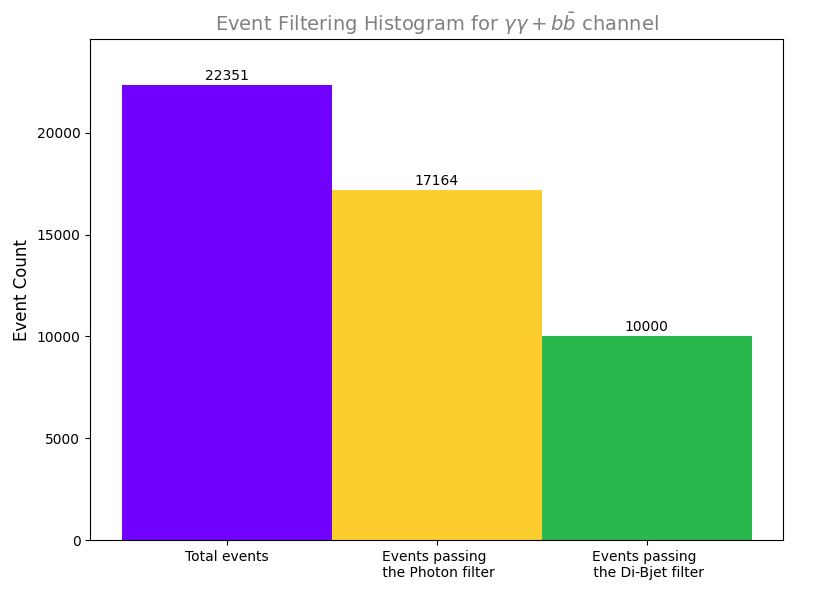 Event Filtering Histogram for γγ + bb̄ channel
22351
17164
10000
Event Count
20000
15000
10000
5000
0
Total events
Events passing
the Photon filter
Events passing
the Di-Bjet filter